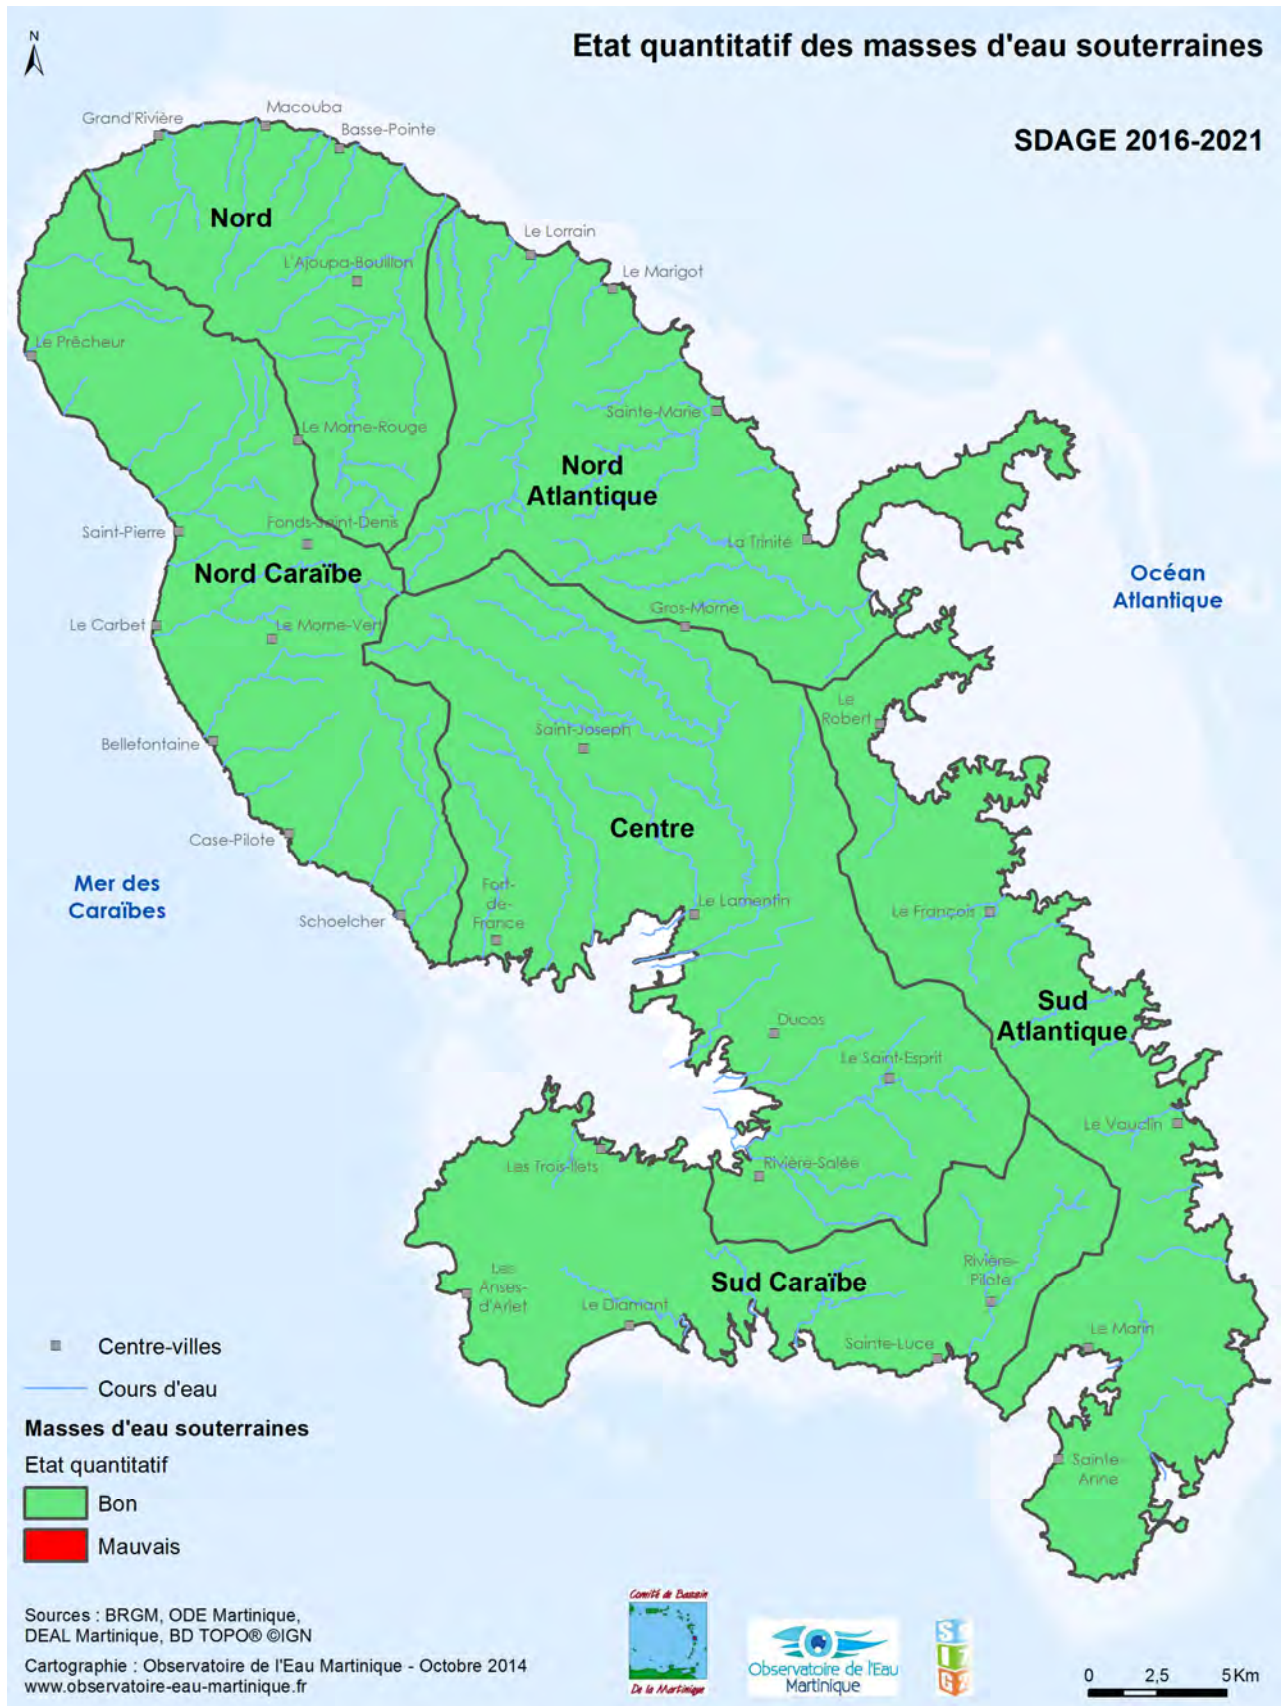 N
Etat quantitatif des masses d'eau souterraines
SDAGE 2016-2021
Macouba
Grand'Rivière
Basse-Pointe
Nord
Le Lorrain
L'Ajoupa-Bouillon
Le Marigot
Le Prêcheur
Sainte-Marie
Le Morne-Rouge
Nord
Atlantique
Saint-Pierre
Fonds-Saint-Denis
La Trinité
Nord Caraïbe
Océan
Atlantique
Gros-Morne
Le Carbet
Le Morne-Vert
Le
Robert
Saint-Joseph
Bellefontaine
Centre
Case-Pilote
Mer des
Caraïbes
Fort-
de-
France
Le Lamentin
Le François
Schoelcher
Sud
Atlantique
Ducos
Le Saint-Esprit
Le Vauclin
Les Trois-Ilets
Rivière-Salée
Rivière-
Pilote
Les
Anses-
d'Arlet
Sud Caraïbe
Le Diamant
Le Marin
Sainte-Luce
Sainte
Anne
Centre-villes
Cours d'eau
Masses d'eau souterraines
Etat quantitatif
Bon
Mauvais
Sources : BRGM, ODE Martinique,
DEAL Martinique, BD TOPO® ©IGN
Cartographie : Observatoire de l'Eau Martinique - Octobre 2014
www.observatoire-eau-martinique.fr
Comité de Bassin
De la Martinique
Observatoire de l'Eau
Martinique
0 2,5 5 Km